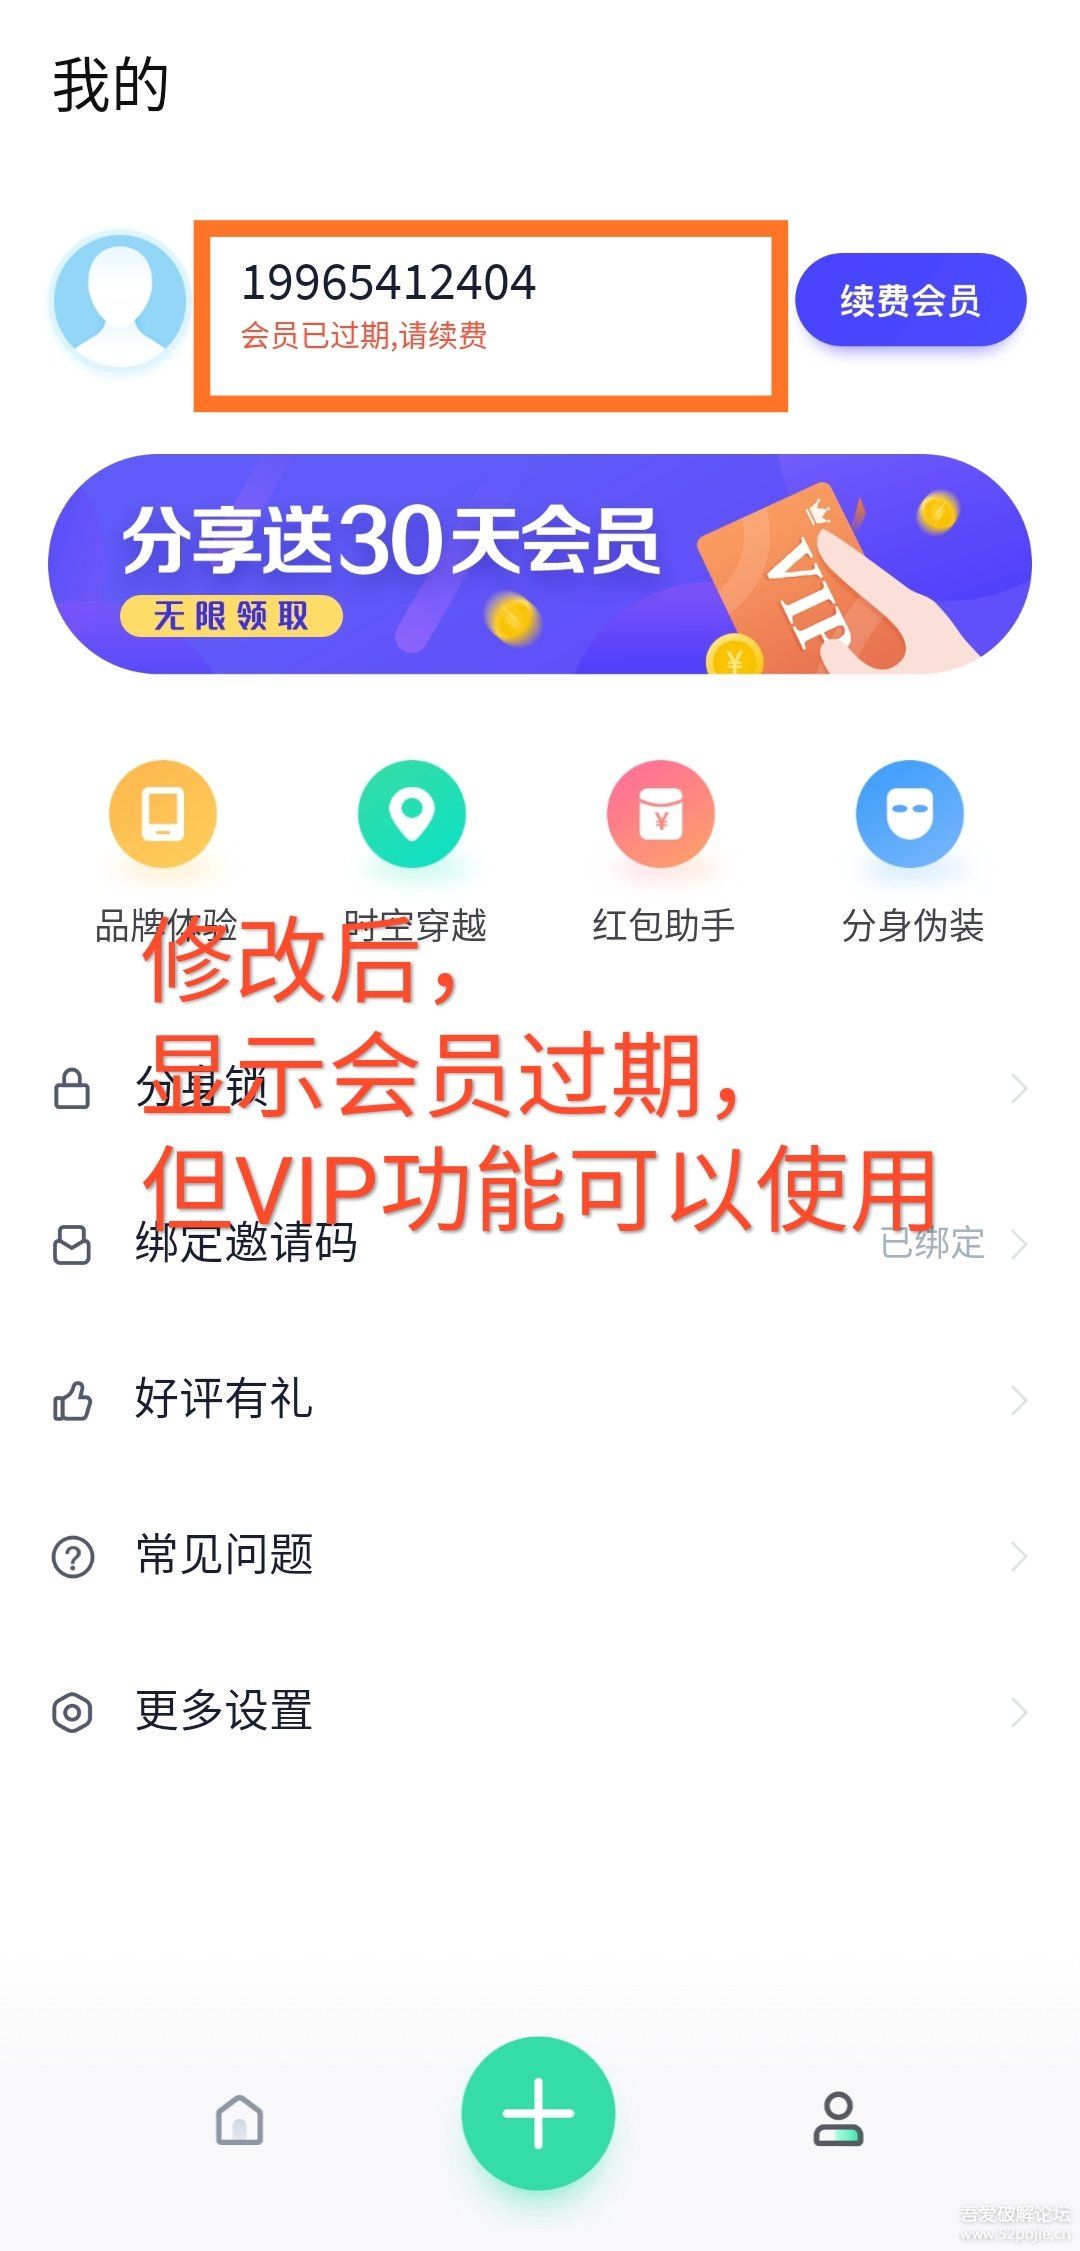 我的
19965412404
会员已过期,请续费
续费会员
分享送30天会员
无限领取
VIP
¥
¥
品牌体验
时空穿越
红包助手
分身伪装
修改后，
显示会员过期，
但VIP功能可以使用
分身锁
绑定邀请码
已绑定
好评有礼
常见问题
更多设置
吾爱破解论坛
www.52pojie.cn